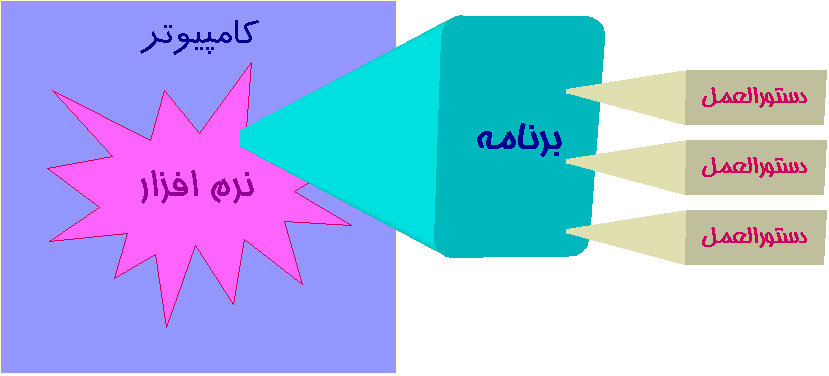 کامپیوتر
نرم افزار
برنامه
دستورالعمل
دستورالعمل
دستورالعمل